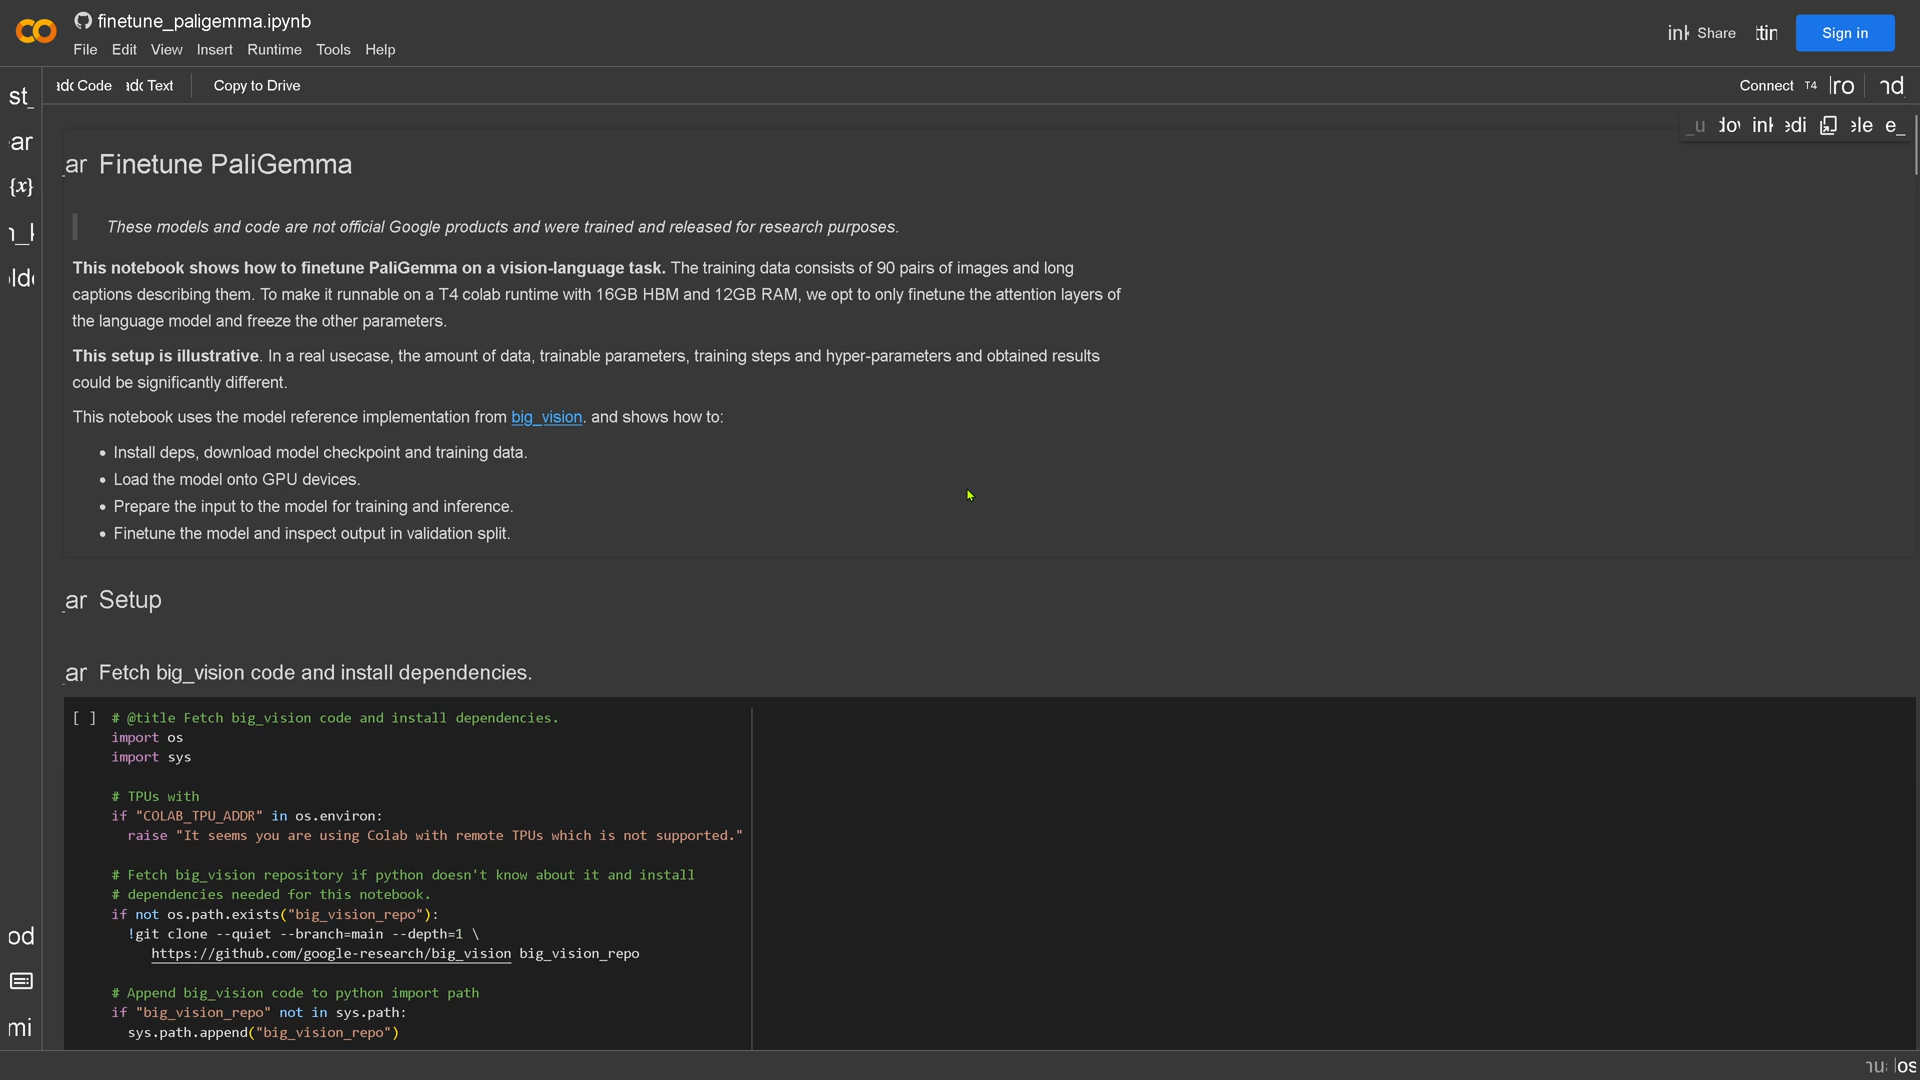 finetune_paligemma.ipynb
File Edit View Insert Runtime Tools Help
Share
Sign in
Code Text Copy to Drive
Connect T4
Finetune PaliGemma
These models and code are not official Google products and were trained and released for research purposes.
This notebook shows how to finetune PaliGemma on a vision-language task. The training data consists of 90 pairs of images and long
captions describing them. To make it runnable on a T4 colab runtime with 16GB HBM and 12GB RAM, we opt to only finetune the attention layers of
the language model and freeze the other parameters.
This setup is illustrative. In a real usecase, the amount of data, trainable parameters, training steps and hyper-parameters and obtained results
could be significantly different.
This notebook uses the model reference implementation from big_vision. and shows how to:
• Install deps, download model checkpoint and training data.
• Load the model onto GPU devices.
• Prepare the input to the model for training and inference.
• Finetune the model and inspect output in validation split.
Setup
Fetch big_vision code and install dependencies.
[ ] # @title Fetch big_vision code and install dependencies.
import os
import sys
# TPUs with
if "COLAB_TPU_ADDR" in os.environ:
raise "It seems you are using Colab with remote TPUs which is not supported."
# Fetch big_vision repository if python doesn't know about it and install
# dependencies needed for this notebook.
if not os.path.exists("big_vision_repo"):
!git clone --quiet --branch=main --depth=1 \
https://github.com/google-research/big_vision big_vision_repo
# Append big_vision code to python import path
if "big_vision_repo" not in sys.path:
sys.path.append("big_vision_repo")